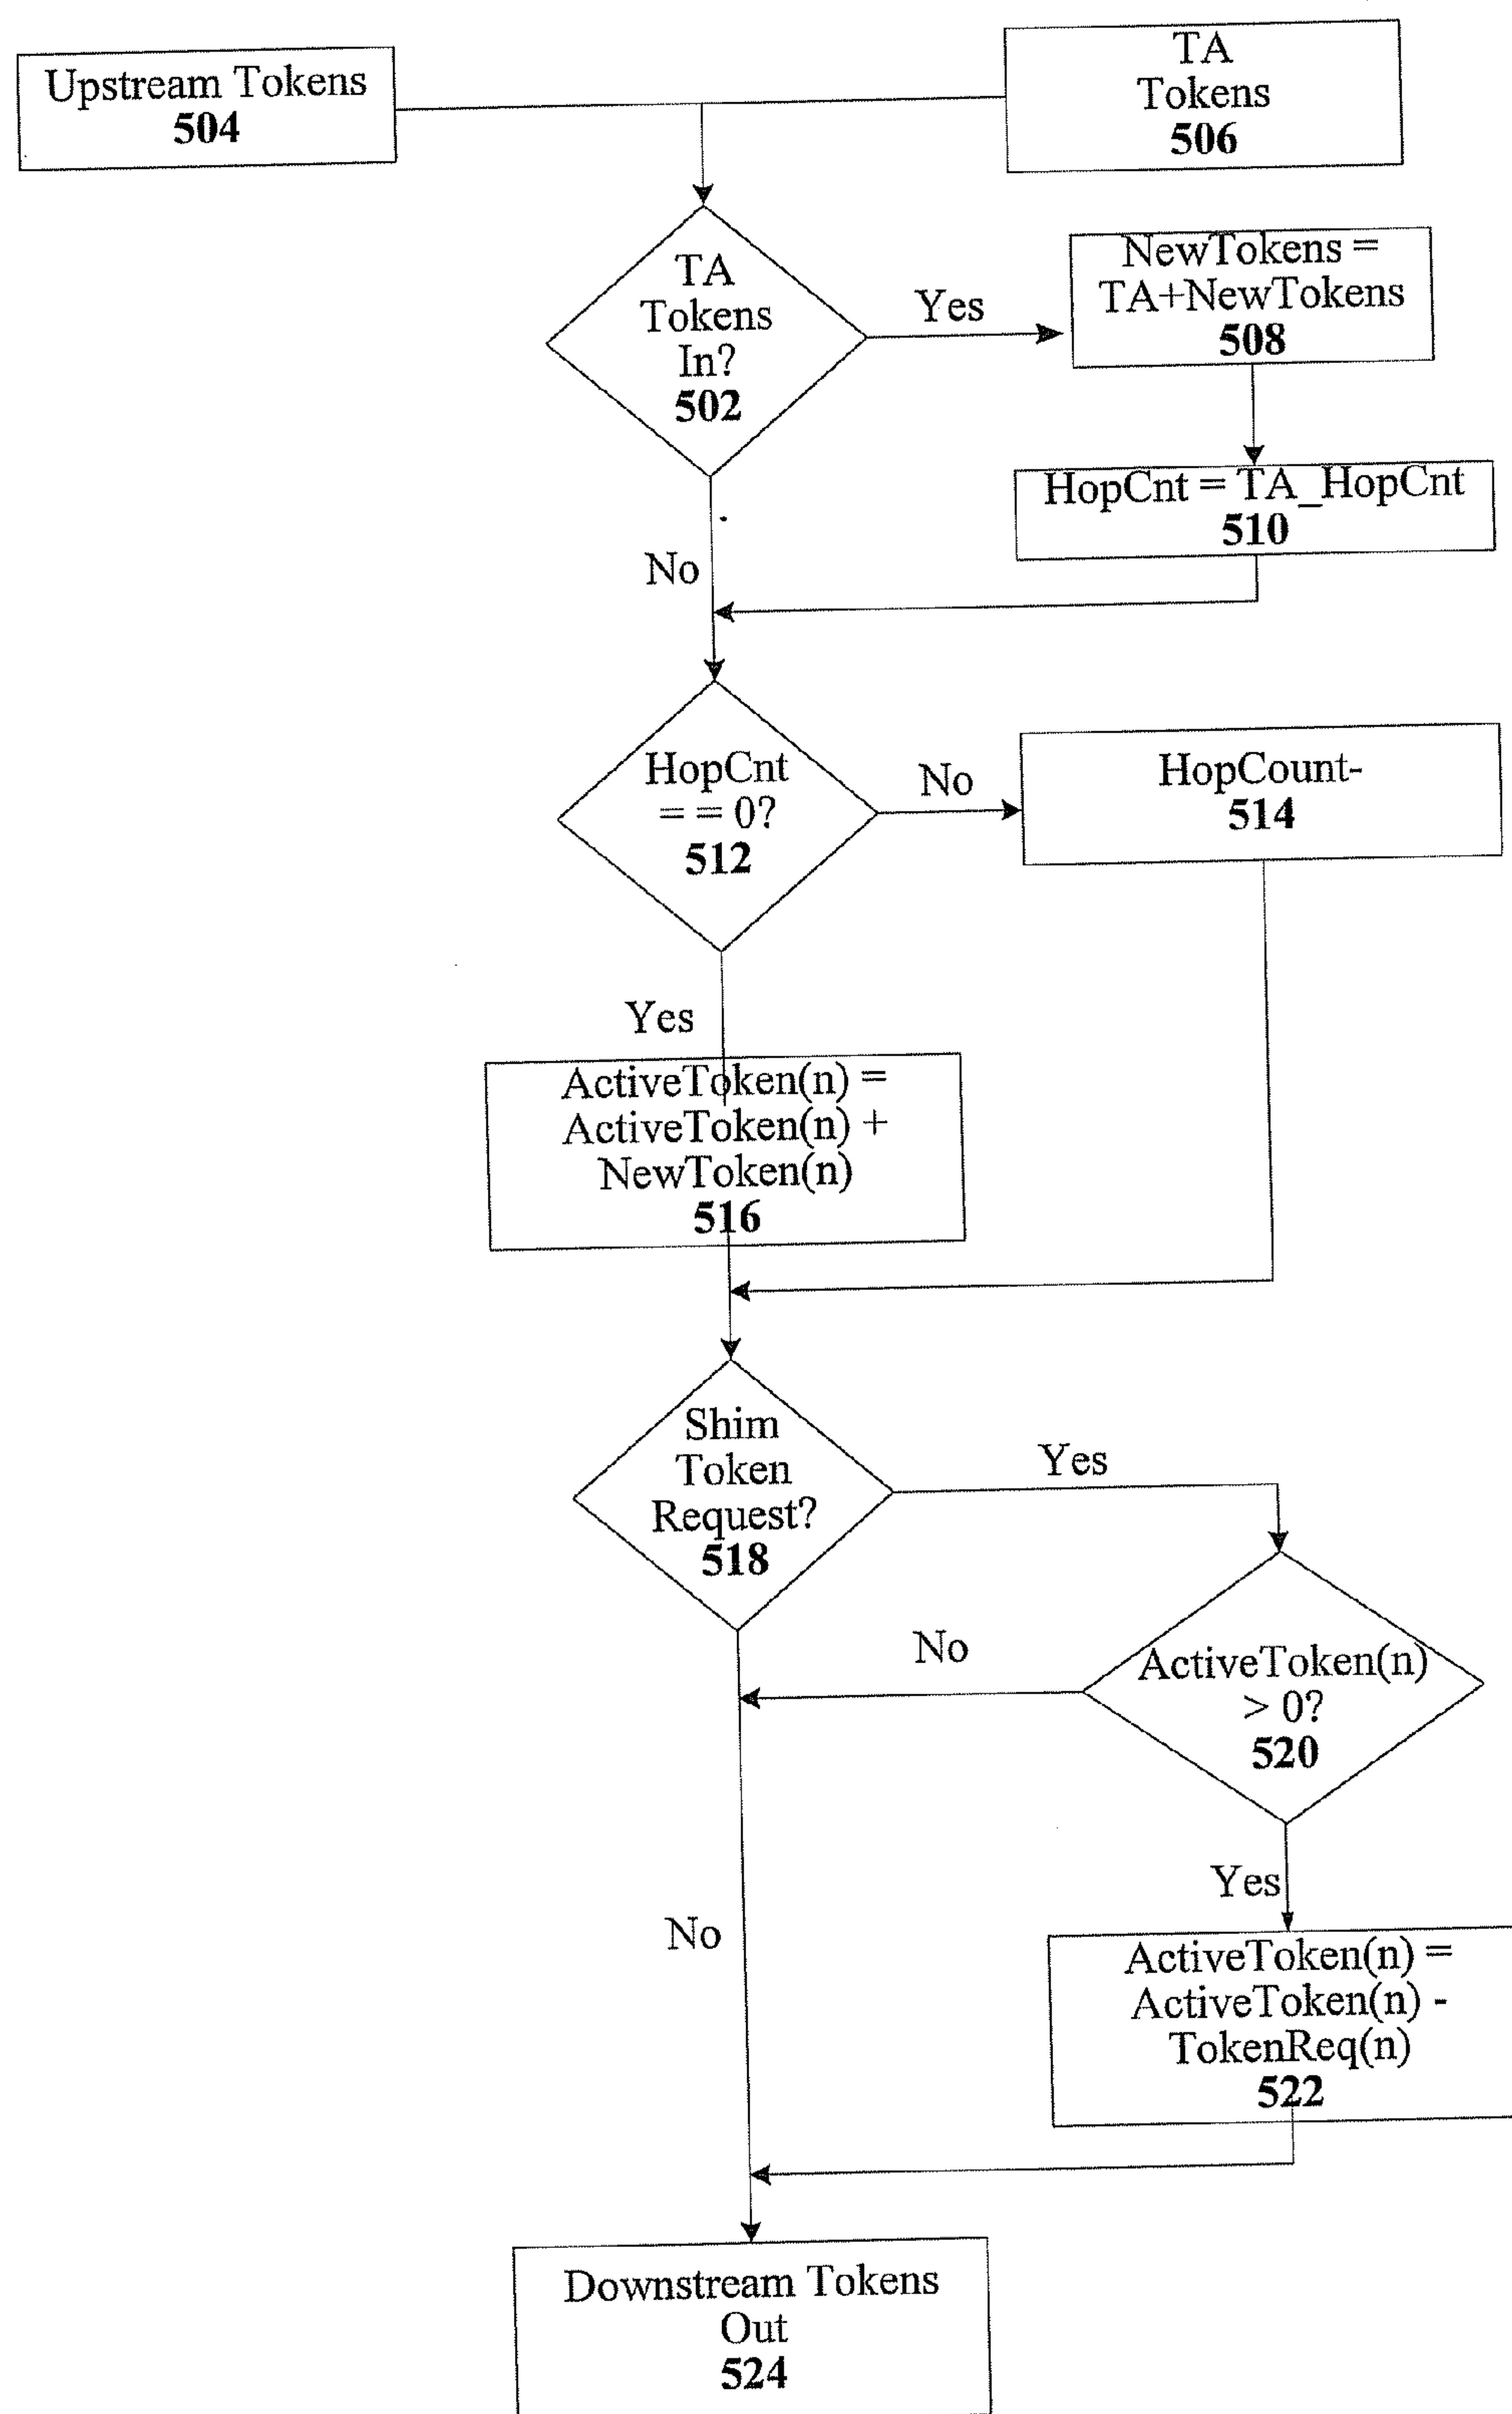 Upstream Tokens
504
TA
Tokens
506
TA
Tokens
In?
502
Yes
NewTokens =
TA+NewTokens
508
HopCnt = TA_HopCnt
510
No
HopCnt
= = 0?
512
No
HopCount-
514
Yes
ActiveToken(n) =
ActiveToken(n) +
NewToken(n)
516
Shim
Token
Request?
518
Yes
No
ActiveToken(n)
> 0?
520
Yes
No
ActiveToken(n) =
ActiveToken(n) -
TokenReq(n)
522
Downstream Tokens
Out
524